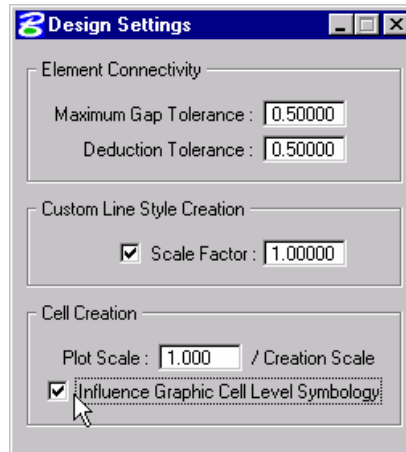 Design Settings
Element Connectivity
Maximum Gap Tolerance : 0.50000
Deduction Tolerance : 0.50000
Custom Line Style Creation
Scale Factor : 1.00000
Cell Creation
Plot Scale : 1.000 / Creation Scale
Influence Graphic Cell Level Symbology